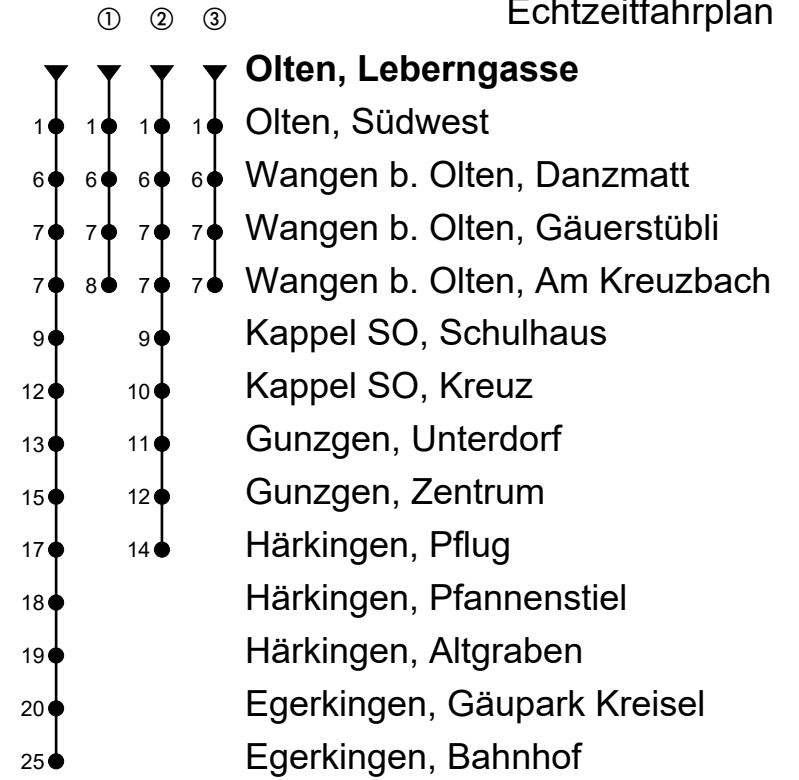 ① ② ③ Echtzeitfahrplan
Olten, Leberngasse
1 1 1 1 Olten, Südwest
6 6 6 6 Wangen b. Olten, Danzmatt
7 7 7 7 Wangen b. Olten, Gäuerstübli
7 8 7 7 Wangen b. Olten, Am Kreuzbach
9 9 Kappel SO, Schulhaus
12 10 Kappel SO, Kreuz
13 11 Gunzgen, Unterdorf
15 12 Gunzgen, Zentrum
17 14 Härkingen, Pflug
18 Härkingen, Pfannenstiel
19 Härkingen, Altgraben
20 Egerkingen, Gäupark Kreisel
25 Egerkingen, Bahnhof